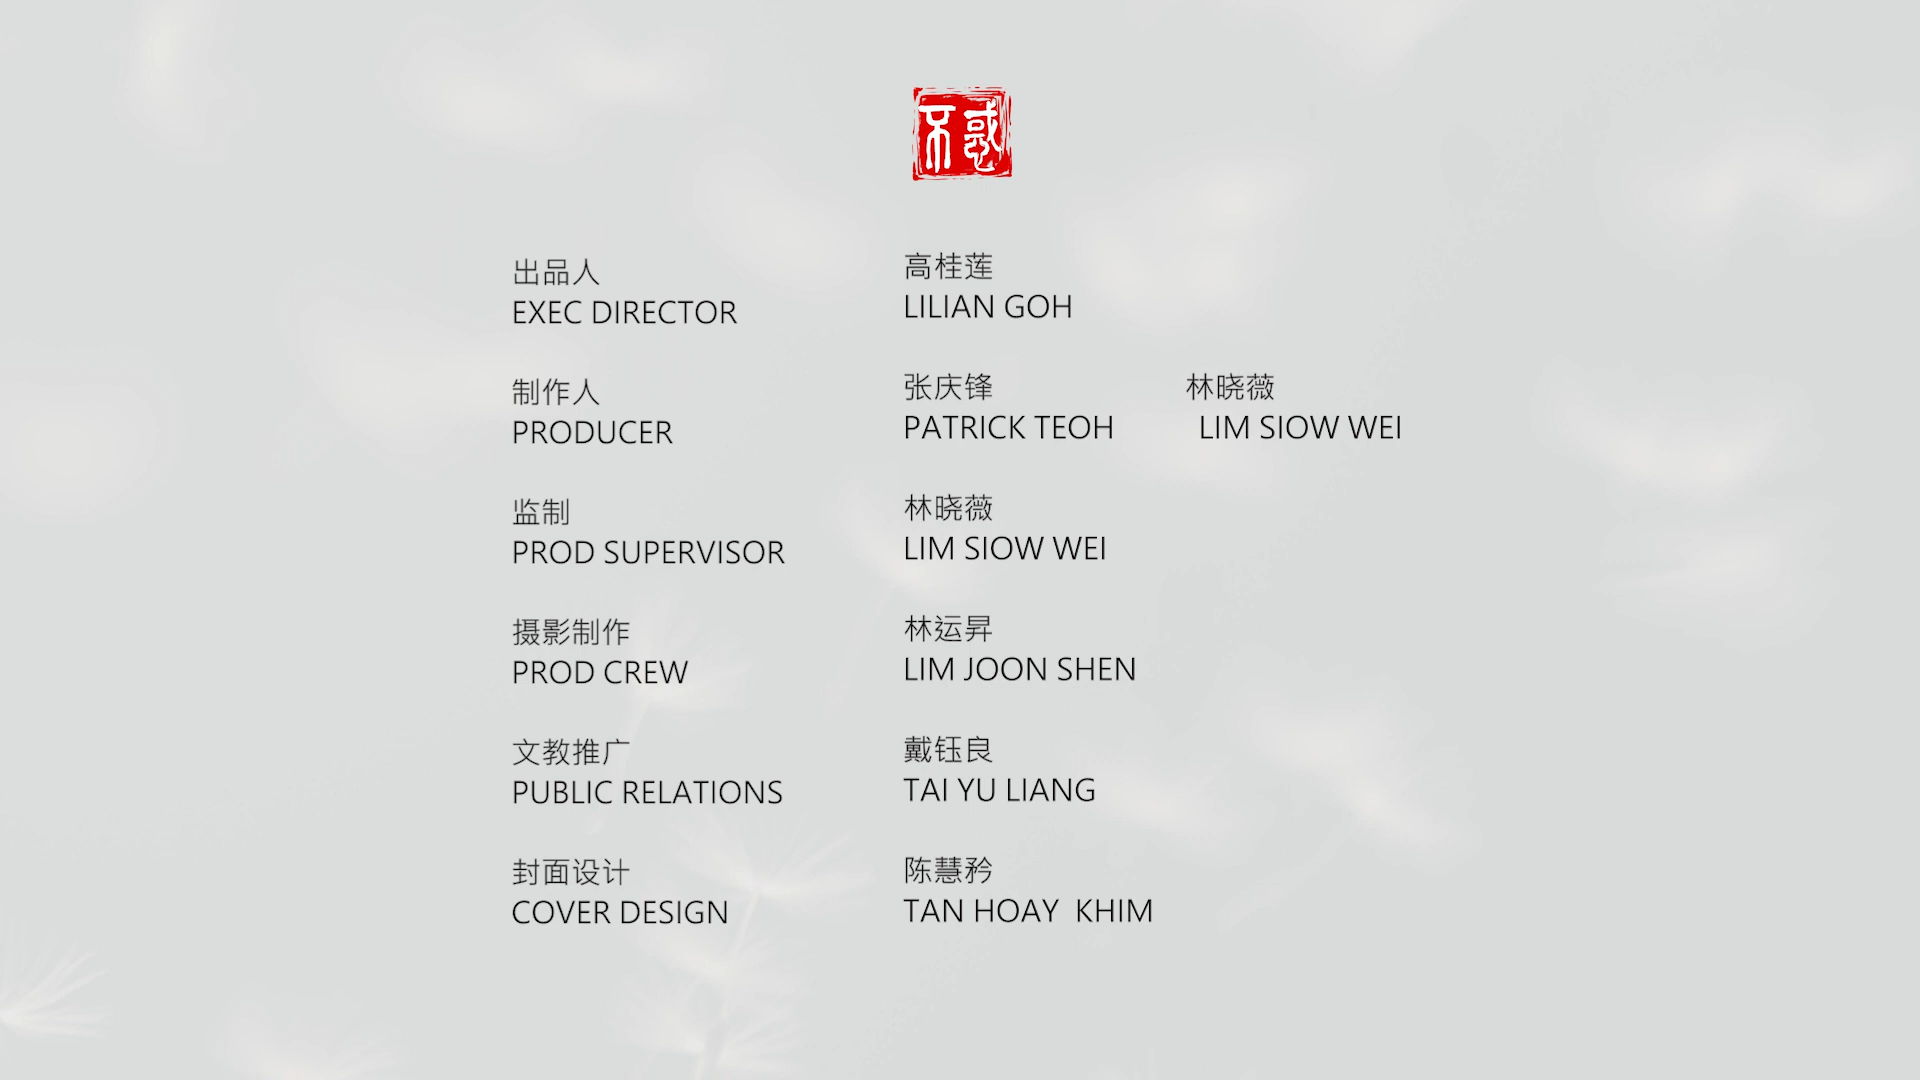 不惑
出品人 高桂莲
EXEC DIRECTOR LILIAN GOH
制作人 张庆锋 林晓薇
PRODUCER PATRICK TEOH LIM SIOW WEI
监制 林晓薇
PROD SUPERVISOR LIM SIOW WEI
摄影制作 林运昇
PROD CREW LIM JOON SHEN
文教推广 戴钰良
PUBLIC RELATIONS TAI YU LIANG
封面设计 陈慧矜
COVER DESIGN TAN HOAY  KHIM